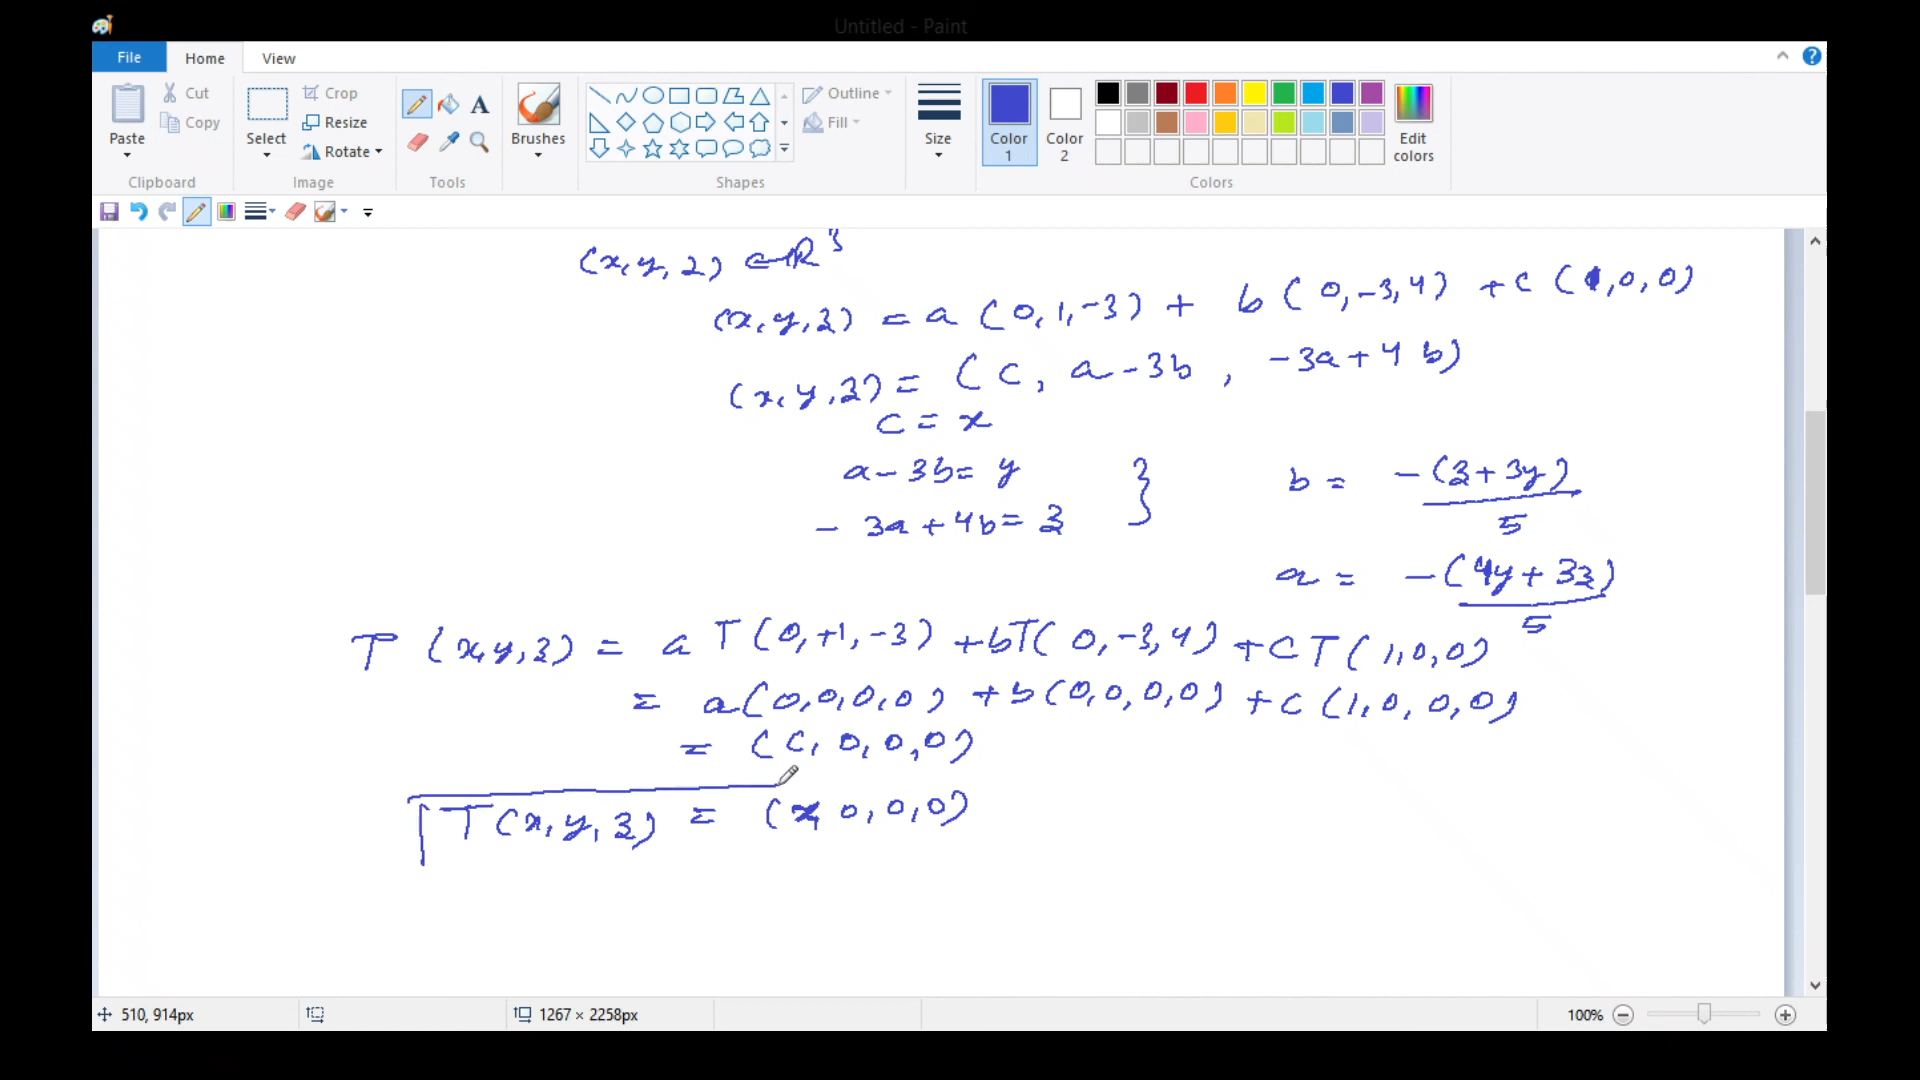 Untitled - Paint
File Home View
Paste Cut Copy Clipboard
Select Crop Resize Rotate Image
Tools
Brushes
Outline Fill Shapes
Size
Color 1 Color 2 Edit colors Colors
(x, y, z) ∈ R³
(x, y, z) = a (0, 1, -3) + b (0, -3, 4) + c (1, 0, 0)
(x, y, z) = (c, a - 3b, -3a + 4b)
c = x
a - 3b = y
- 3a + 4b = z }
b = -(z + 3y) / 5
a = -(4y + 3z) / 5
T (x, y, z) = a T (0, +1, -3) + bT( 0, -3, 4) + c T (1, 0, 0)
= a (0, 0, 0, 0) + b (0, 0, 0, 0) + c (1, 0, 0, 0)
= (c, 0, 0, 0)
T (x, y, z) = (x, 0, 0, 0)
510, 914px 1267 × 2258px 100%